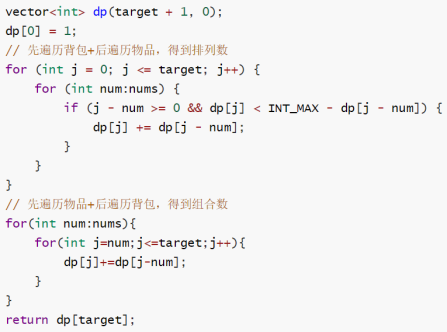 vector<int> dp(target + 1, 0);
dp[0] = 1;
// 先遍历背包+后遍历物品，得到排列数
for (int j = 0; j <= target; j++) {
    for (int num:nums) {
        if (j - num >= 0 && dp[j] < INT_MAX - dp[j - num]) {
            dp[j] += dp[j - num];
        }
    }
}
// 先遍历物品+后遍历背包，得到组合数
for(int num:nums){
    for(int j=num;j<=target;j++){
        dp[j]+=dp[j-num];
    }
}
return dp[target];